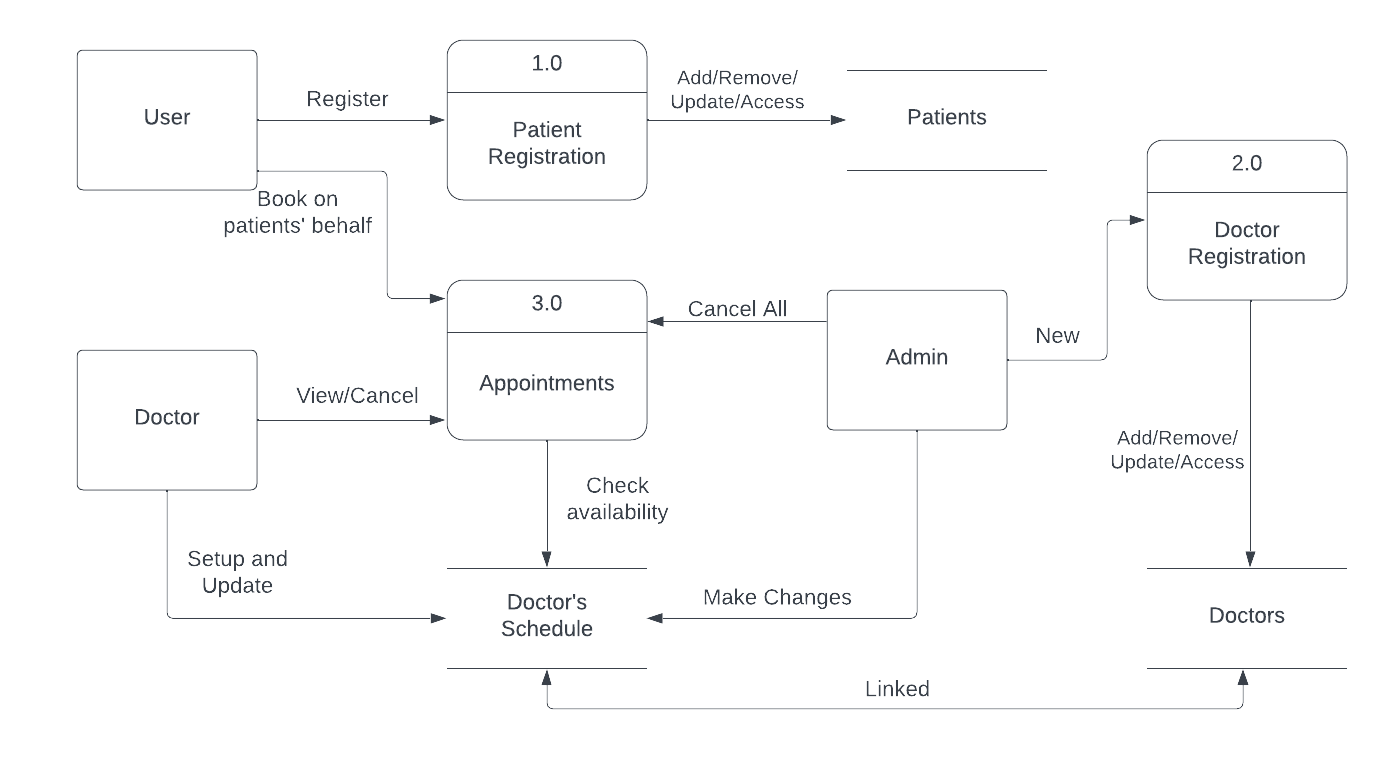 1.0
User
Register
Patient
Registration
Add/Remove/
Update/Access
Patients
2.0
Doctor
Registration
Book on
patients' behalf
3.0
Appointments
Cancel All
Admin
New
Doctor
View/Cancel
Check
availability
Add/Remove/
Update/Access
Setup and
Update
Doctor's
Schedule
Make Changes
Doctors
Linked